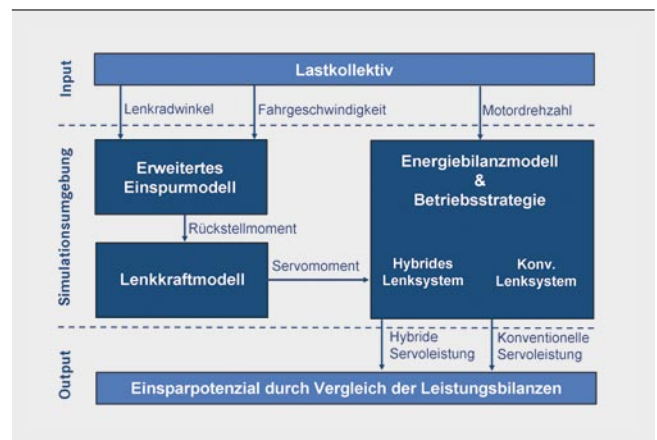 Input
Lastkollektiv
Lenkradwinkel
Fahrgeschwindigkeit
Motordrehzahl
Simulationsumgebung
Erweitertes
Einspurmodell
Energiebilanzmodell
&
Betriebsstrategie
Rückstellmoment
Lenkkraftmodell
Servomoment
Hybrides
Lenksystem
Konv.
Lenksystem
Output
Hybride
Servoleistung
Konventionelle
Servoleistung
Einsparpotenzial durch Vergleich der Leistungsbilanzen